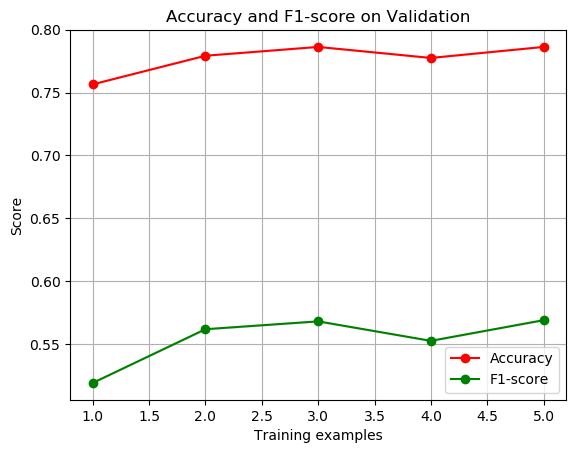 Accuracy and F1-score on Validation
Score
0.80
0.75
0.70
0.65
0.60
0.55
Accuracy
F1-score
1.0 1.5 2.0 2.5 3.0 3.5 4.0 4.5 5.0
Training examples